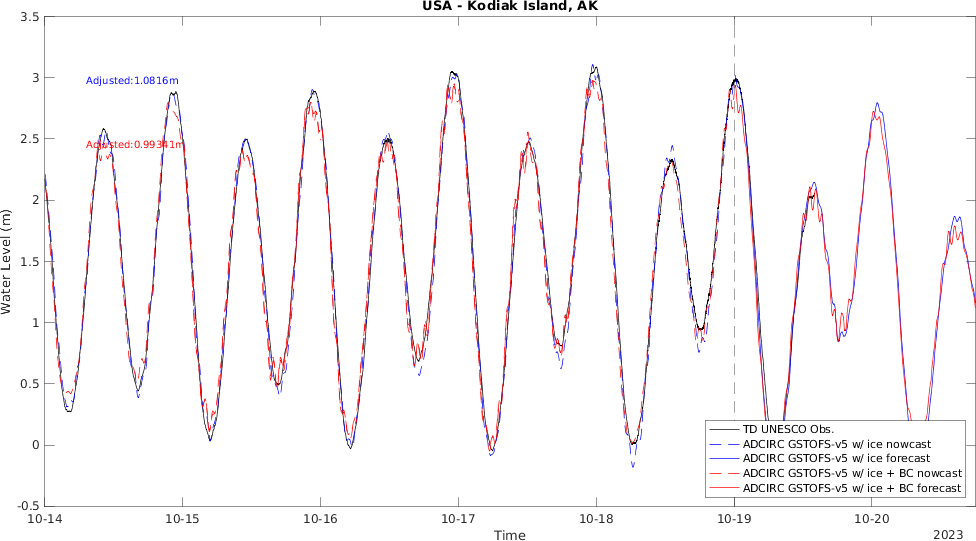 USA - Kodiak Island, AK
3.5
3
2.5
2
1.5
1
0.5
0
-0.5
Water Level (m)
Adjusted:1.0816m
Adjusted:0.99341m
TD UNESCO Obs.
ADCIRC GSTOFS-v5 w/ ice nowcast
ADCIRC GSTOFS-v5 w/ ice forecast
ADCIRC GSTOFS-v5 w/ ice + BC nowcast
ADCIRC GSTOFS-v5 w/ ice + BC forecast
10-14 10-15 10-16 10-17 10-18 10-19 10-20
Time
2023